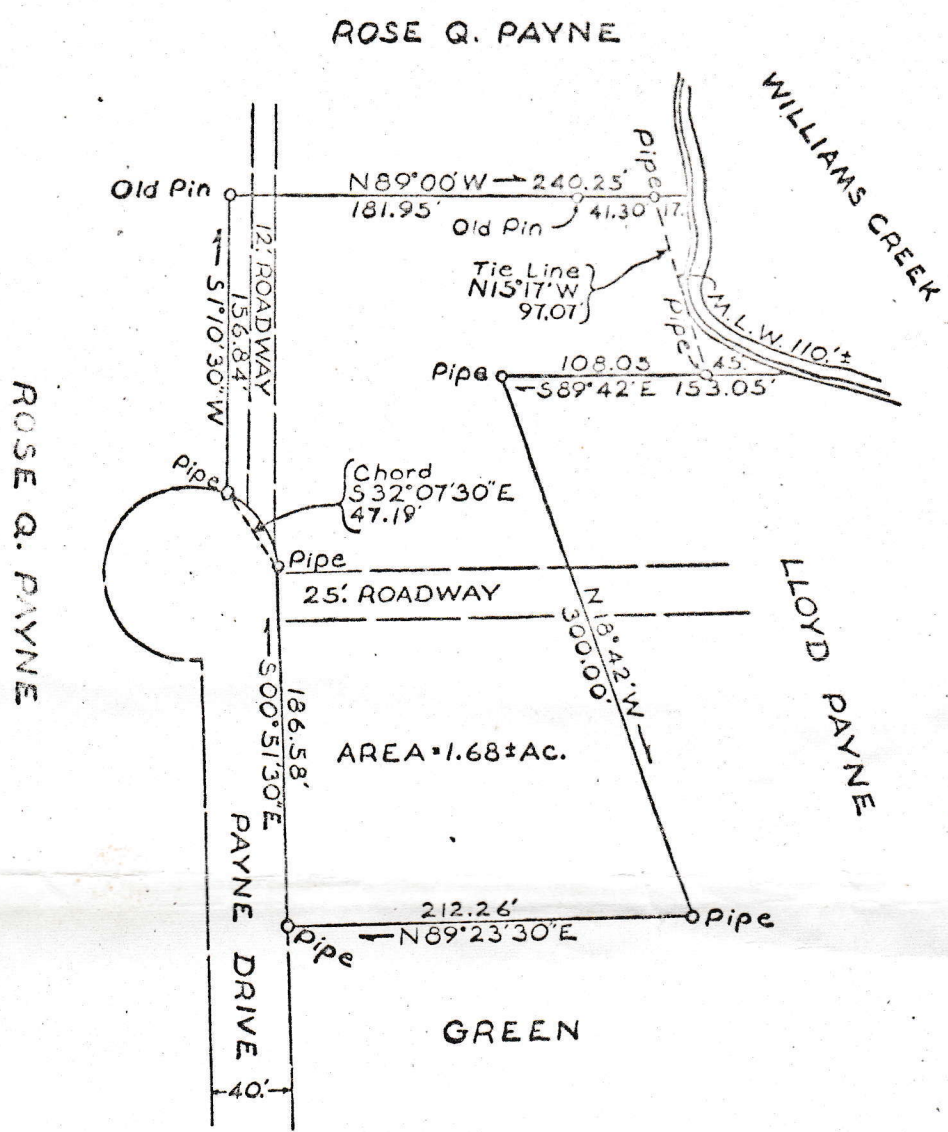 ROSE Q. PAYNE
WILLIAMS CREEK
Old Pin
N89°00'W → 240.25'
181.95'
Old Pin
41.30'
17.
Pipe
12'. ROADWAY
S1°10'30"W
156.84'
Tie Line
N15°17'W
97.07'
M.L.W. 110.'±
Pipe
Pipe
108.05
45.'
S89°42'E 153.05'
ROSE Q. PAYNE
Pipe
Chord
S32°07'30"E
47.19'
Pipe
25'. ROADWAY
LLOYD PAYNE
N18°42'W
300.00'
186.58'
S00°51'30"E
AREA = 1.68± AC.
PAYNE DRIVE
212.26'
N89°23'30"E
Pipe
Pipe
GREEN
40.'